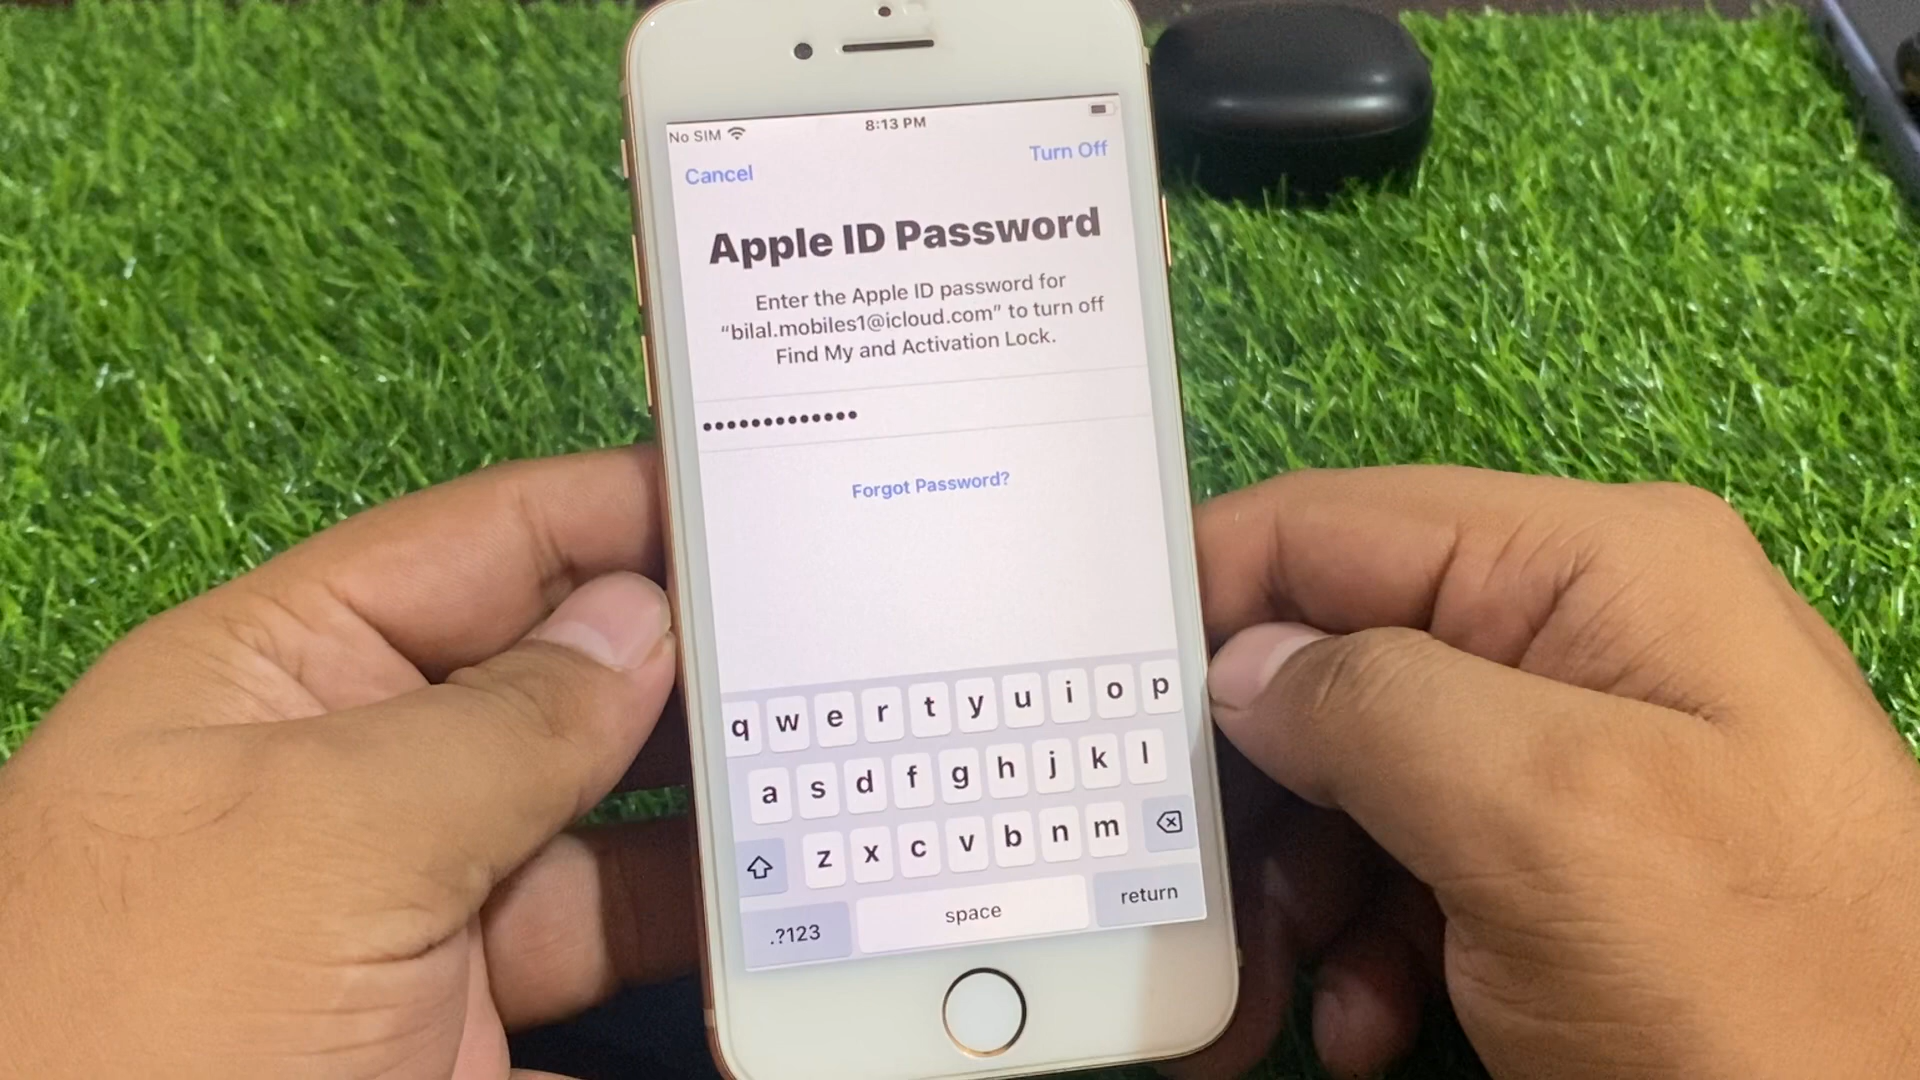 No SIM 8:13 PM
Cancel Turn Off
Apple ID Password
Enter the Apple ID password for
“bilal.mobiles1@icloud.com” to turn off
Find My and Activation Lock.
•••••••••••••
Forgot Password?
q w e r t y u i o p
a s d f g h j k l
z x c v b n m
.?123 space return